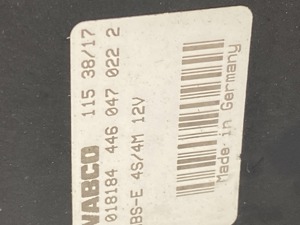 WABCO 115 38/17
018184 446 047 022 2
ABS-E 4S/4M 12V
Made in Germany